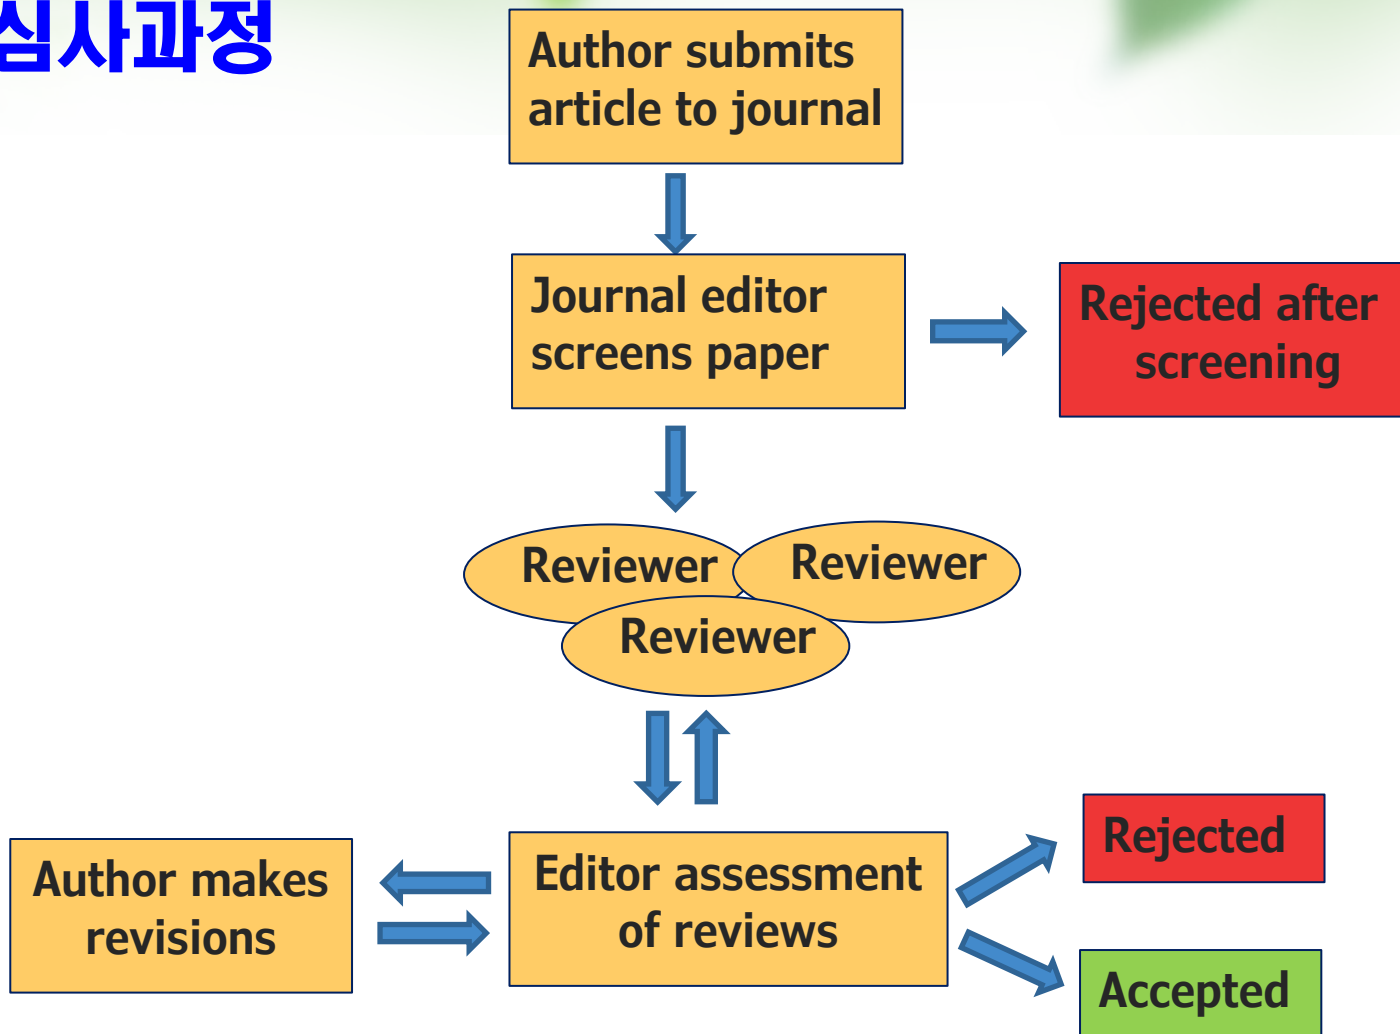 심사과정
Author submits
article to journal
Journal editor
screens paper
Rejected after
screening
Reviewer
Reviewer
Reviewer
Author makes
revisions
Editor assessment
of reviews
Rejected
Accepted